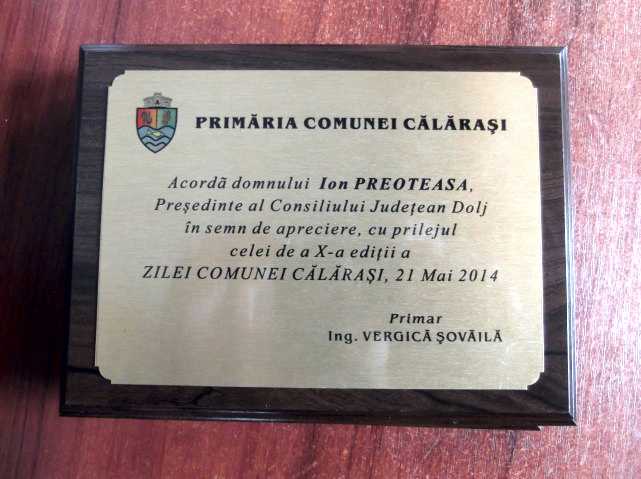 PRIMĂRIA COMUNEI CĂLĂRAŞI
Acordă domnului Ion PREOTEASA,
Preşedinte al Consiliului Judeţean Dolj
în semn de apreciere, cu prilejul
celei de a X-a ediţii a
ZILEI COMUNEI CĂLĂRAŞI, 21 Mai 2014
Primar
Ing. VERGICĂ ŞOVĂILĂ